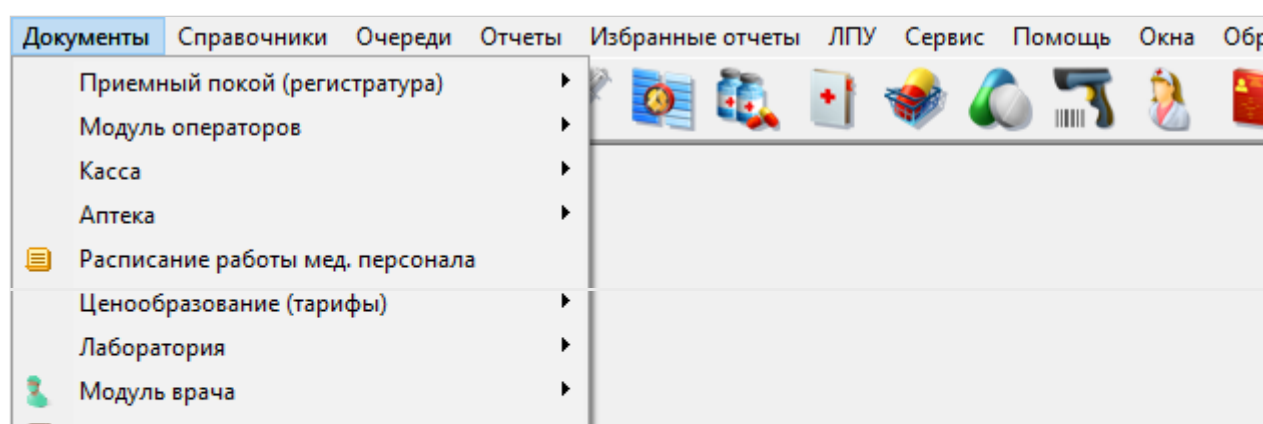 Документы Справочники Очереди Отчеты Избранные отчеты ЛПУ Сервис Помощь Окна
Приемный покой (регистратура)
Модуль операторов
Касса
Аптека
Расписание работы мед. персонала
Ценообразование (тарифы)
Лаборатория
Модуль врача